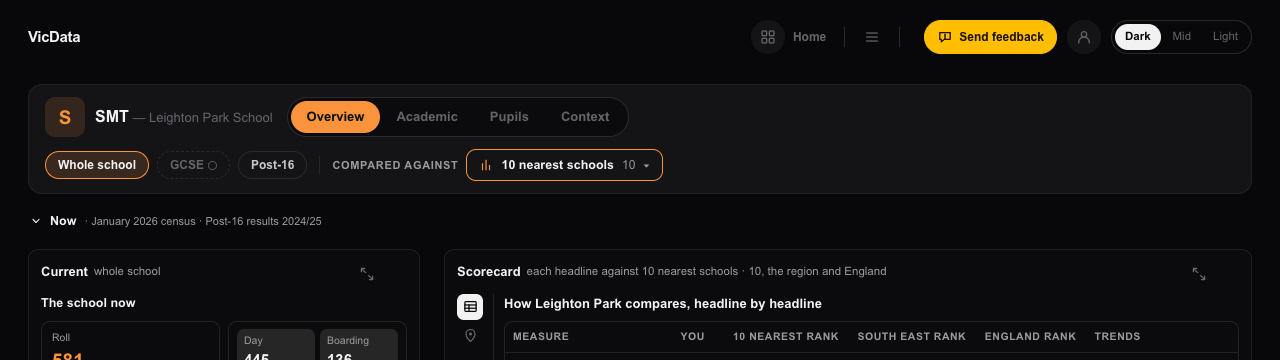 VicData
Home
Send feedback
Dark Mid Light
S SMT — Leighton Park School Overview Academic Pupils Context
Whole school GCSE Post-16 COMPARED AGAINST 10 nearest schools 10
Now · January 2026 census · Post-16 results 2024/25
Current whole school
The school now
Roll
581
Day
445
Boarding
136
Scorecard each headline against 10 nearest schools · 10, the region and England
How Leighton Park compares, headline by headline
MEASURE YOU 10 NEAREST RANK SOUTH EAST RANK ENGLAND RANK TRENDS